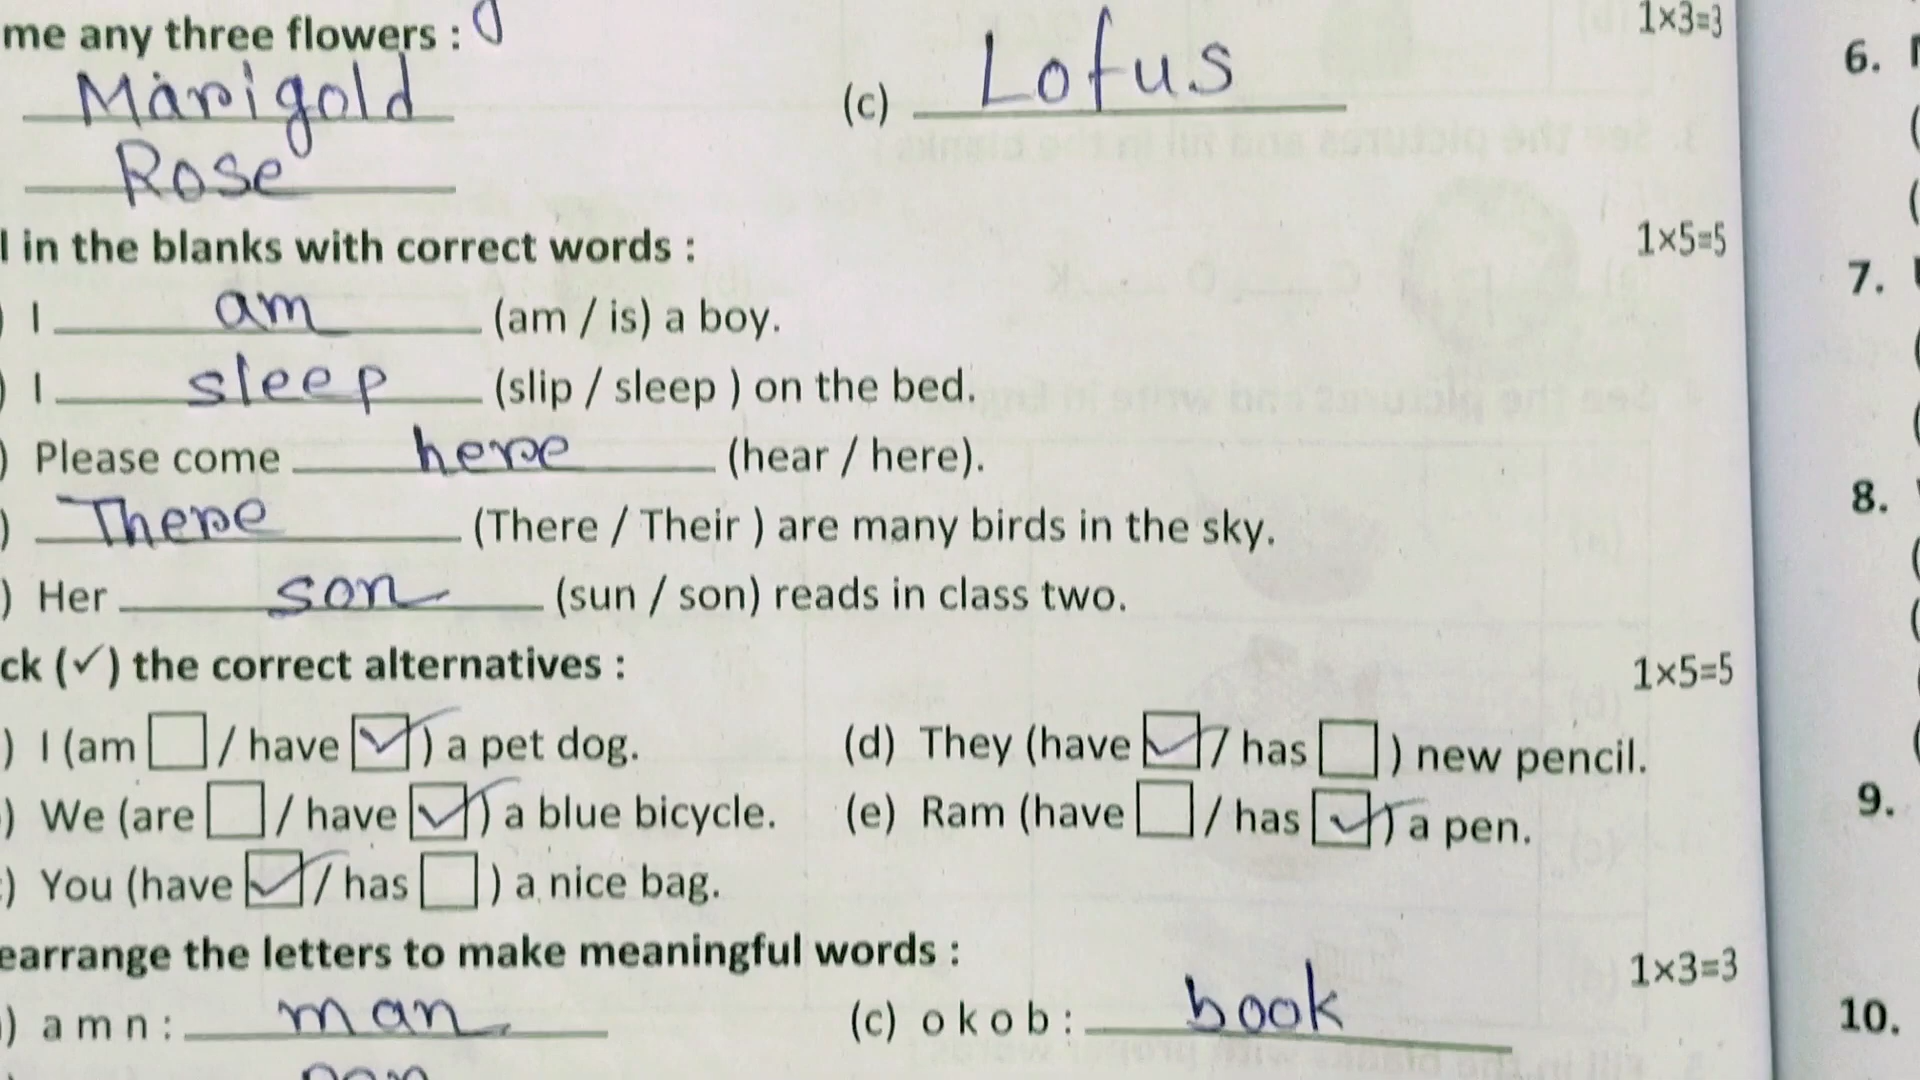 me any three flowers :
1×3=3
Marigold
(c) Lofus
Rose
l in the blanks with correct words :
1×5=5
) I am (am / is) a boy.
) I sleep (slip / sleep ) on the bed.
) Please come here (hear / here).
) There (There / Their ) are many birds in the sky.
) Her son (sun / son) reads in class two.
ck (✓) the correct alternatives :
1×5=5
) I (am ☐ / have ☑ ) a pet dog.
(d) They (have ☑ / has ☐ ) new pencil.
) We (are ☐ / have ☑ ) a blue bicycle.
(e) Ram (have ☐ / has ☑ ) a pen.
) You (have ☑ / has ☐ ) a nice bag.
earrange the letters to make meaningful words :
1×3=3
) a m n : man
(c) o k o b : book
6.
7.
8.
9.
10.